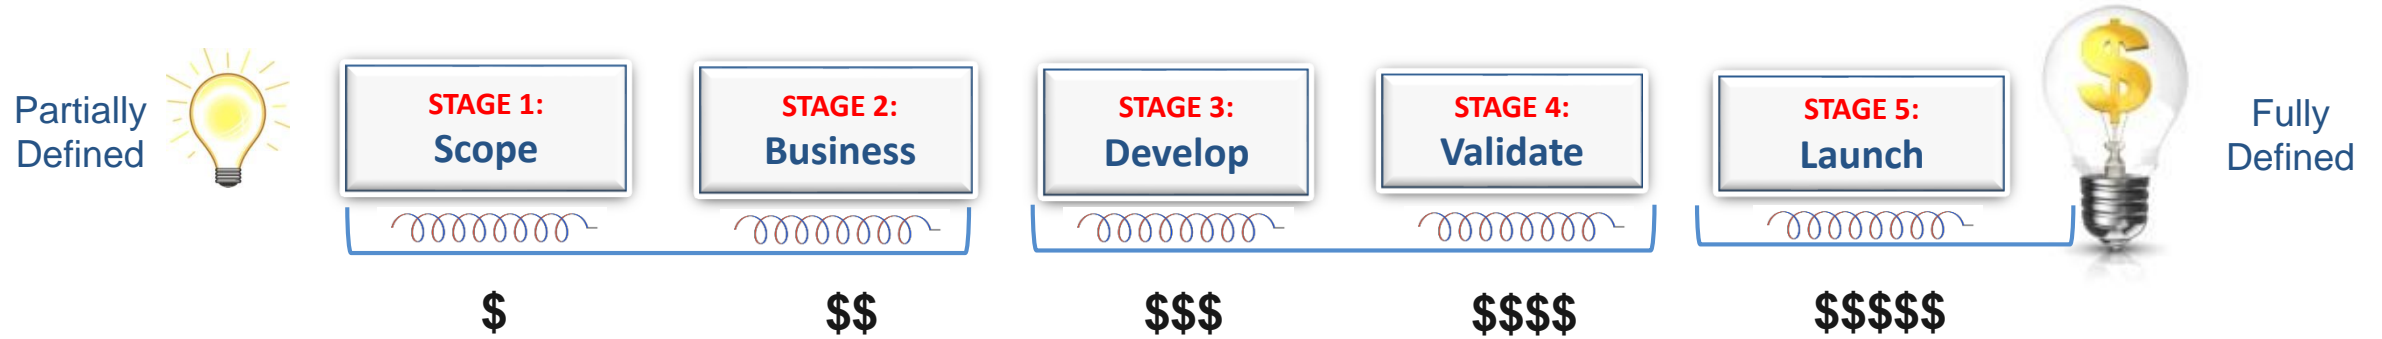 Partially
Defined
STAGE 1:
Scope
STAGE 2:
Business
STAGE 3:
Develop
STAGE 4:
Validate
STAGE 5:
Launch
$
Fully
Defined
$
$$
$$$
$$$$
$$$$$